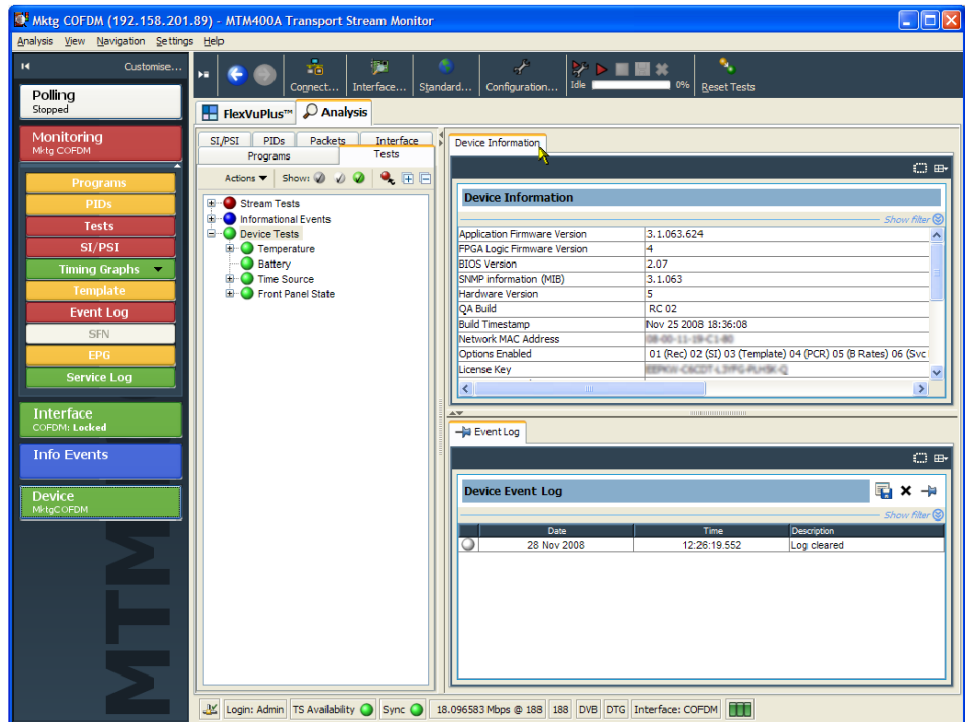 Mktg COFDM (192.158.201.89) - MTM400A Transport Stream Monitor
Analysis View Navigation Settings Help
Customise...
Polling
Stopped
Monitoring
Mktg COFDM
Programs
PIDs
Tests
SI/PSI
Timing Graphs
Template
Event Log
SFN
EPG
Service Log
Interface
COFDM: Locked
Info Events
Device
MktgCOFDM
MTM
Connect...
Interface...
Standard...
Configuration...
Idle
0%
Reset Tests
FlexVuPlus™
Analysis
SI/PSI PIDs Packets Interface
Programs Tests
Actions Show:
Stream Tests
Informational Events
Device Tests
Temperature
Battery
Time Source
Front Panel State
Device Information
Device Information
Show filter
Application Firmware Version 3.1.063.624
FPGA Logic Firmware Version 4
BIOS Version 2.07
SNMP information (MIB) 3.1.063
Hardware Version 5
QA Build RC 02
Build Timestamp Nov 25 2008 18:36:08
Network MAC Address
Options Enabled 01 (Rec) 02 (SI) 03 (Template) 04 (PCR) 05 (B Rates) 06 (Svc
License Key
Event Log
Device Event Log
Show filter
Date Time Description
28 Nov 2008 12:26:19.552 Log cleared
Login: Admin TS Availability Sync 18.096583 Mbps @ 188 188 DVB DTG Interface: COFDM